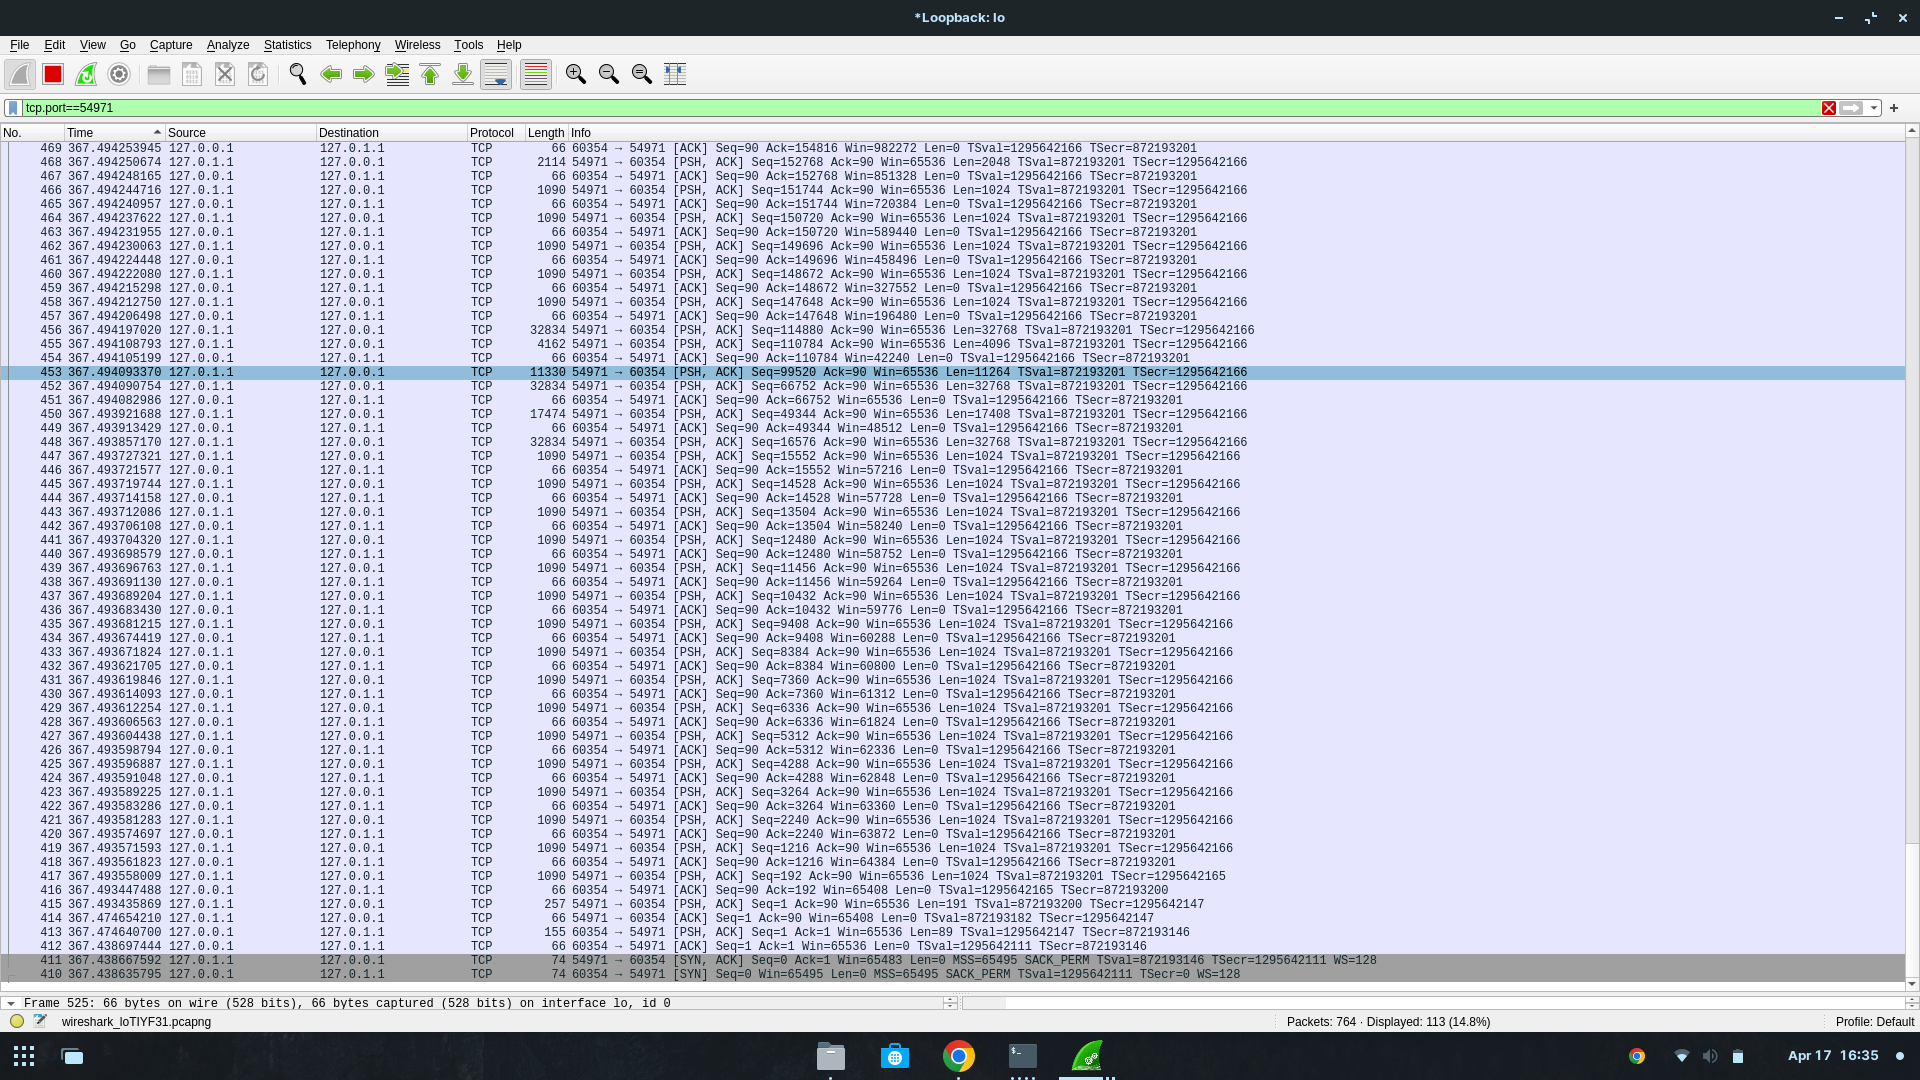 *Loopback: lo
File Edit View Go Capture Analyze Statistics Telephony Wireless Tools Help
tcp.port==54971
No. Time Source Destination Protocol Length Info
469 367.494253945 127.0.0.1 127.0.1.1 TCP 66 60354 → 54971 [ACK] Seq=90 Ack=154816 Win=982272 Len=0 TSval=1295642166 TSecr=872193201
468 367.494250674 127.0.1.1 127.0.0.1 TCP 2114 54971 → 60354 [PSH, ACK] Seq=152768 Ack=90 Win=65536 Len=2048 TSval=872193201 TSecr=1295642166
467 367.494248165 127.0.0.1 127.0.1.1 TCP 66 60354 → 54971 [ACK] Seq=90 Ack=152768 Win=851328 Len=0 TSval=1295642166 TSecr=872193201
466 367.494244716 127.0.1.1 127.0.0.1 TCP 1090 54971 → 60354 [PSH, ACK] Seq=151744 Ack=90 Win=65536 Len=1024 TSval=872193201 TSecr=1295642166
465 367.494240957 127.0.0.1 127.0.1.1 TCP 66 60354 → 54971 [ACK] Seq=90 Ack=151744 Win=720384 Len=0 TSval=1295642166 TSecr=872193201
464 367.494237622 127.0.1.1 127.0.0.1 TCP 1090 54971 → 60354 [PSH, ACK] Seq=150720 Ack=90 Win=65536 Len=1024 TSval=872193201 TSecr=1295642166
463 367.494231955 127.0.0.1 127.0.1.1 TCP 66 60354 → 54971 [ACK] Seq=90 Ack=150720 Win=589440 Len=0 TSval=1295642166 TSecr=872193201
462 367.494230063 127.0.1.1 127.0.0.1 TCP 1090 54971 → 60354 [PSH, ACK] Seq=149696 Ack=90 Win=65536 Len=1024 TSval=872193201 TSecr=1295642166
461 367.494224448 127.0.0.1 127.0.1.1 TCP 66 60354 → 54971 [ACK] Seq=90 Ack=149696 Win=458496 Len=0 TSval=1295642166 TSecr=872193201
460 367.494222080 127.0.1.1 127.0.0.1 TCP 1090 54971 → 60354 [PSH, ACK] Seq=148672 Ack=90 Win=65536 Len=1024 TSval=872193201 TSecr=1295642166
459 367.494215298 127.0.0.1 127.0.1.1 TCP 66 60354 → 54971 [ACK] Seq=90 Ack=148672 Win=327552 Len=0 TSval=1295642166 TSecr=872193201
458 367.494212750 127.0.1.1 127.0.0.1 TCP 1090 54971 → 60354 [PSH, ACK] Seq=147648 Ack=90 Win=65536 Len=1024 TSval=872193201 TSecr=1295642166
457 367.494206498 127.0.0.1 127.0.1.1 TCP 66 60354 → 54971 [ACK] Seq=90 Ack=147648 Win=196480 Len=0 TSval=1295642166 TSecr=872193201
456 367.494197020 127.0.1.1 127.0.0.1 TCP 32834 54971 → 60354 [PSH, ACK] Seq=114880 Ack=90 Win=65536 Len=32768 TSval=872193201 TSecr=1295642166
455 367.494108793 127.0.1.1 127.0.0.1 TCP 4162 54971 → 60354 [PSH, ACK] Seq=110784 Ack=90 Win=65536 Len=4096 TSval=872193201 TSecr=1295642166
454 367.494105199 127.0.0.1 127.0.1.1 TCP 66 60354 → 54971 [ACK] Seq=90 Ack=110784 Win=42240 Len=0 TSval=1295642166 TSecr=872193201
453 367.494093370 127.0.1.1 127.0.0.1 TCP 11330 54971 → 60354 [PSH, ACK] Seq=99520 Ack=90 Win=65536 Len=11264 TSval=872193201 TSecr=1295642166
452 367.494090754 127.0.1.1 127.0.0.1 TCP 32834 54971 → 60354 [PSH, ACK] Seq=66752 Ack=90 Win=65536 Len=32768 TSval=872193201 TSecr=1295642166
451 367.494082986 127.0.0.1 127.0.1.1 TCP 66 60354 → 54971 [ACK] Seq=90 Ack=66752 Win=65536 Len=0 TSval=1295642166 TSecr=872193201
450 367.493921688 127.0.1.1 127.0.0.1 TCP 17474 54971 → 60354 [PSH, ACK] Seq=49344 Ack=90 Win=65536 Len=17408 TSval=872193201 TSecr=1295642166
449 367.493913429 127.0.0.1 127.0.1.1 TCP 66 60354 → 54971 [ACK] Seq=90 Ack=49344 Win=48512 Len=0 TSval=1295642166 TSecr=872193201
448 367.493857170 127.0.1.1 127.0.0.1 TCP 32834 54971 → 60354 [PSH, ACK] Seq=16576 Ack=90 Win=65536 Len=32768 TSval=872193201 TSecr=1295642166
447 367.493727321 127.0.1.1 127.0.0.1 TCP 1090 54971 → 60354 [PSH, ACK] Seq=15552 Ack=90 Win=65536 Len=1024 TSval=872193201 TSecr=1295642166
446 367.493721577 127.0.0.1 127.0.1.1 TCP 66 60354 → 54971 [ACK] Seq=90 Ack=15552 Win=57216 Len=0 TSval=1295642166 TSecr=872193201
445 367.493719744 127.0.1.1 127.0.0.1 TCP 1090 54971 → 60354 [PSH, ACK] Seq=14528 Ack=90 Win=65536 Len=1024 TSval=872193201 TSecr=1295642166
444 367.493714158 127.0.0.1 127.0.1.1 TCP 66 60354 → 54971 [ACK] Seq=90 Ack=14528 Win=57728 Len=0 TSval=1295642166 TSecr=872193201
443 367.493712086 127.0.1.1 127.0.0.1 TCP 1090 54971 → 60354 [PSH, ACK] Seq=13504 Ack=90 Win=65536 Len=1024 TSval=872193201 TSecr=1295642166
442 367.493706108 127.0.0.1 127.0.1.1 TCP 66 60354 → 54971 [ACK] Seq=90 Ack=13504 Win=58240 Len=0 TSval=1295642166 TSecr=872193201
441 367.493704320 127.0.1.1 127.0.0.1 TCP 1090 54971 → 60354 [PSH, ACK] Seq=12480 Ack=90 Win=65536 Len=1024 TSval=872193201 TSecr=1295642166
440 367.493698579 127.0.0.1 127.0.1.1 TCP 66 60354 → 54971 [ACK] Seq=90 Ack=12480 Win=58752 Len=0 TSval=1295642166 TSecr=872193201
439 367.493696763 127.0.1.1 127.0.0.1 TCP 1090 54971 → 60354 [PSH, ACK] Seq=11456 Ack=90 Win=65536 Len=1024 TSval=872193201 TSecr=1295642166
438 367.493691130 127.0.0.1 127.0.1.1 TCP 66 60354 → 54971 [ACK] Seq=90 Ack=11456 Win=59264 Len=0 TSval=1295642166 TSecr=872193201
437 367.493689204 127.0.1.1 127.0.0.1 TCP 1090 54971 → 60354 [PSH, ACK] Seq=10432 Ack=90 Win=65536 Len=1024 TSval=872193201 TSecr=1295642166
436 367.493683430 127.0.0.1 127.0.1.1 TCP 66 60354 → 54971 [ACK] Seq=90 Ack=10432 Win=59776 Len=0 TSval=1295642166 TSecr=872193201
435 367.493681215 127.0.1.1 127.0.0.1 TCP 1090 54971 → 60354 [PSH, ACK] Seq=9408 Ack=90 Win=65536 Len=1024 TSval=872193201 TSecr=1295642166
434 367.493674419 127.0.0.1 127.0.1.1 TCP 66 60354 → 54971 [ACK] Seq=90 Ack=9408 Win=60288 Len=0 TSval=1295642166 TSecr=872193201
433 367.493671824 127.0.1.1 127.0.0.1 TCP 1090 54971 → 60354 [PSH, ACK] Seq=8384 Ack=90 Win=65536 Len=1024 TSval=872193201 TSecr=1295642166
432 367.493621705 127.0.0.1 127.0.1.1 TCP 66 60354 → 54971 [ACK] Seq=90 Ack=8384 Win=60800 Len=0 TSval=1295642166 TSecr=872193201
431 367.493619846 127.0.1.1 127.0.0.1 TCP 1090 54971 → 60354 [PSH, ACK] Seq=7360 Ack=90 Win=65536 Len=1024 TSval=872193201 TSecr=1295642166
430 367.493614093 127.0.0.1 127.0.1.1 TCP 66 60354 → 54971 [ACK] Seq=90 Ack=7360 Win=61312 Len=0 TSval=1295642166 TSecr=872193201
429 367.493612254 127.0.1.1 127.0.0.1 TCP 1090 54971 → 60354 [PSH, ACK] Seq=6336 Ack=90 Win=65536 Len=1024 TSval=872193201 TSecr=1295642166
428 367.493606563 127.0.0.1 127.0.1.1 TCP 66 60354 → 54971 [ACK] Seq=90 Ack=6336 Win=61824 Len=0 TSval=1295642166 TSecr=872193201
427 367.493604438 127.0.1.1 127.0.0.1 TCP 1090 54971 → 60354 [PSH, ACK] Seq=5312 Ack=90 Win=65536 Len=1024 TSval=872193201 TSecr=1295642166
426 367.493598794 127.0.0.1 127.0.1.1 TCP 66 60354 → 54971 [ACK] Seq=90 Ack=5312 Win=62336 Len=0 TSval=1295642166 TSecr=872193201
425 367.493596887 127.0.1.1 127.0.0.1 TCP 1090 54971 → 60354 [PSH, ACK] Seq=4288 Ack=90 Win=65536 Len=1024 TSval=872193201 TSecr=1295642166
424 367.493591048 127.0.0.1 127.0.1.1 TCP 66 60354 → 54971 [ACK] Seq=90 Ack=4288 Win=62848 Len=0 TSval=1295642166 TSecr=872193201
423 367.493589225 127.0.1.1 127.0.0.1 TCP 1090 54971 → 60354 [PSH, ACK] Seq=3264 Ack=90 Win=65536 Len=1024 TSval=872193201 TSecr=1295642166
422 367.493583286 127.0.0.1 127.0.1.1 TCP 66 60354 → 54971 [ACK] Seq=90 Ack=3264 Win=63360 Len=0 TSval=1295642166 TSecr=872193201
421 367.493581283 127.0.1.1 127.0.0.1 TCP 1090 54971 → 60354 [PSH, ACK] Seq=2240 Ack=90 Win=65536 Len=1024 TSval=872193201 TSecr=1295642166
420 367.493574697 127.0.0.1 127.0.1.1 TCP 66 60354 → 54971 [ACK] Seq=90 Ack=2240 Win=63872 Len=0 TSval=1295642166 TSecr=872193201
419 367.493571593 127.0.1.1 127.0.0.1 TCP 1090 54971 → 60354 [PSH, ACK] Seq=1216 Ack=90 Win=65536 Len=1024 TSval=872193201 TSecr=1295642166
418 367.493561823 127.0.0.1 127.0.1.1 TCP 66 60354 → 54971 [ACK] Seq=90 Ack=1216 Win=64384 Len=0 TSval=1295642166 TSecr=872193201
417 367.493558009 127.0.1.1 127.0.0.1 TCP 1090 54971 → 60354 [PSH, ACK] Seq=192 Ack=90 Win=65536 Len=1024 TSval=872193201 TSecr=1295642165
416 367.493447488 127.0.0.1 127.0.1.1 TCP 66 60354 → 54971 [ACK] Seq=90 Ack=192 Win=65408 Len=0 TSval=1295642165 TSecr=872193200
415 367.493435869 127.0.1.1 127.0.0.1 TCP 257 54971 → 60354 [PSH, ACK] Seq=1 Ack=90 Win=65536 Len=191 TSval=872193200 TSecr=1295642147
414 367.474654210 127.0.1.1 127.0.0.1 TCP 66 54971 → 60354 [ACK] Seq=1 Ack=90 Win=65408 Len=0 TSval=872193182 TSecr=1295642147
413 367.474640700 127.0.0.1 127.0.1.1 TCP 155 60354 → 54971 [PSH, ACK] Seq=1 Ack=1 Win=65536 Len=89 TSval=1295642147 TSecr=872193146
412 367.438697444 127.0.0.1 127.0.1.1 TCP 66 60354 → 54971 [ACK] Seq=1 Ack=1 Win=65536 Len=0 TSval=1295642111 TSecr=872193146
411 367.438667592 127.0.1.1 127.0.0.1 TCP 74 54971 → 60354 [SYN, ACK] Seq=0 Ack=1 Win=65483 Len=0 MSS=65495 SACK_PERM TSval=872193146 TSecr=1295642111 WS=128
410 367.438635795 127.0.0.1 127.0.1.1 TCP 74 60354 → 54971 [SYN] Seq=0 Win=65495 Len=0 MSS=65495 SACK_PERM TSval=1295642111 TSecr=0 WS=128
Frame 525: 66 bytes on wire (528 bits), 66 bytes captured (528 bits) on interface lo, id 0
wireshark_loTIYF31.pcapng Packets: 764 · Displayed: 113 (14.8%) Profile: Default
Apr 17 16:35